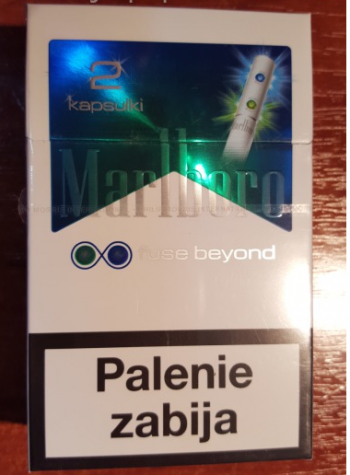 2
kapsułki
Marlboro
fuse beyond
Palenie
zabija